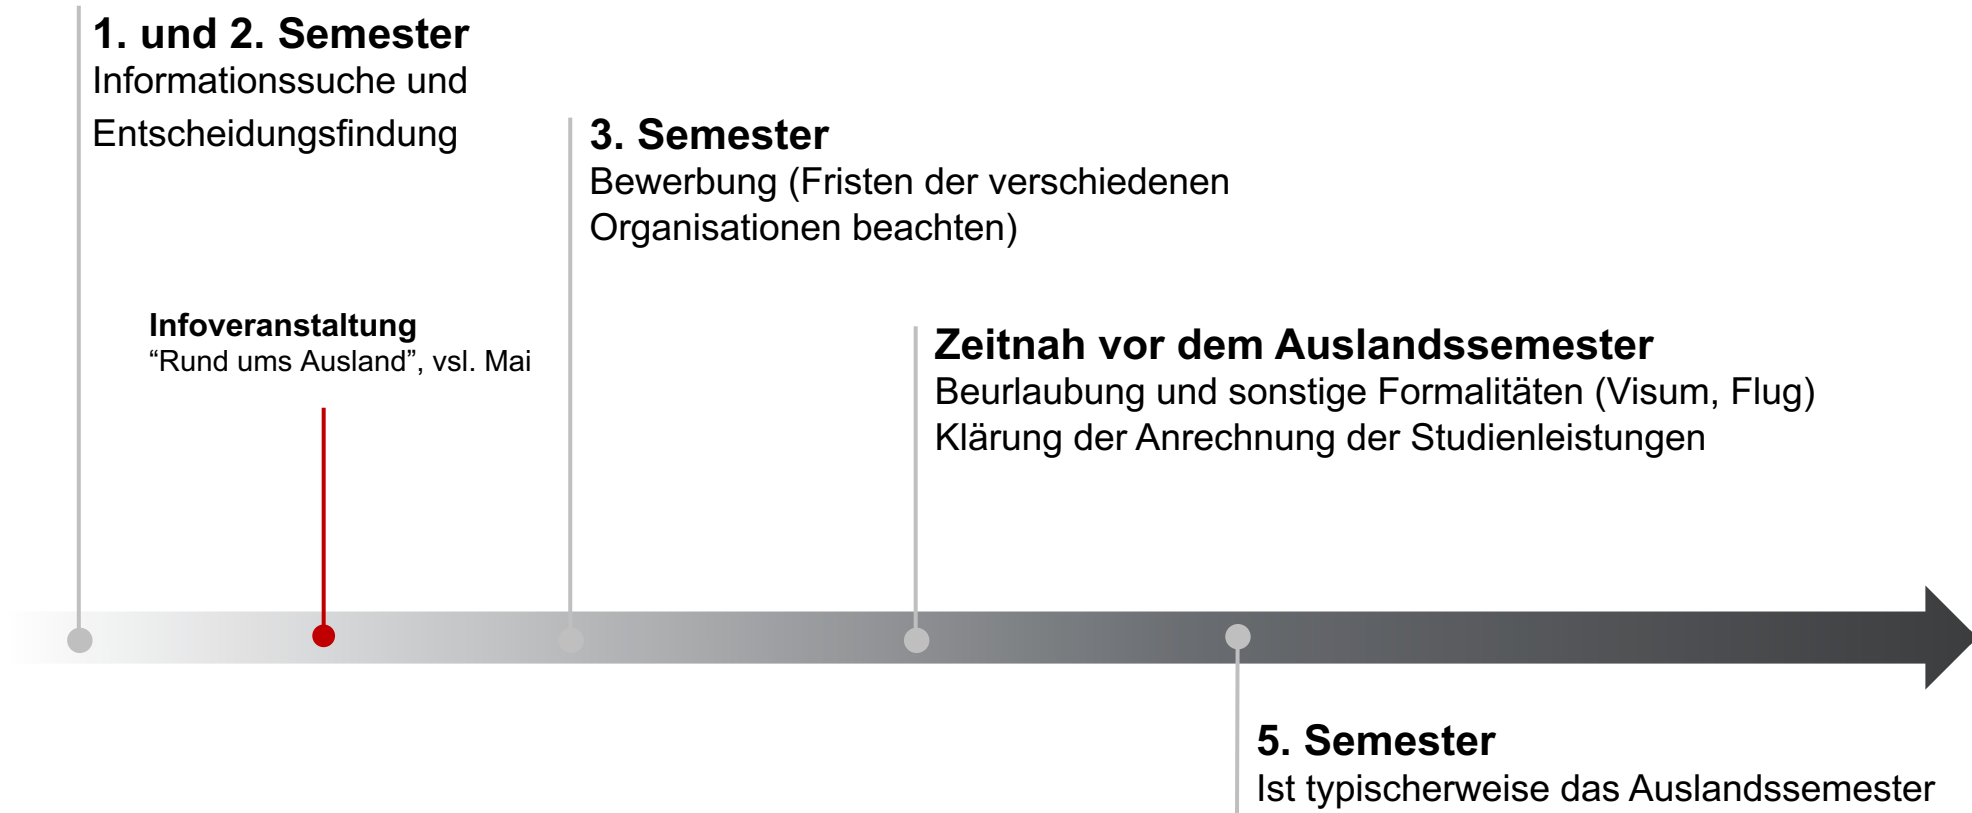 1. und 2. Semester
Informationssuche und
Entscheidungsfindung
3. Semester
Bewerbung (Fristen der verschiedenen
Organisationen beachten)
Infoveranstaltung
“Rund ums Ausland”, vsl. Mai
Zeitnah vor dem Auslandssemester
Beurlaubung und sonstige Formalitäten (Visum, Flug)
Klärung der Anrechnung der Studienleistungen
5. Semester
Ist typischerweise das Auslandssemester